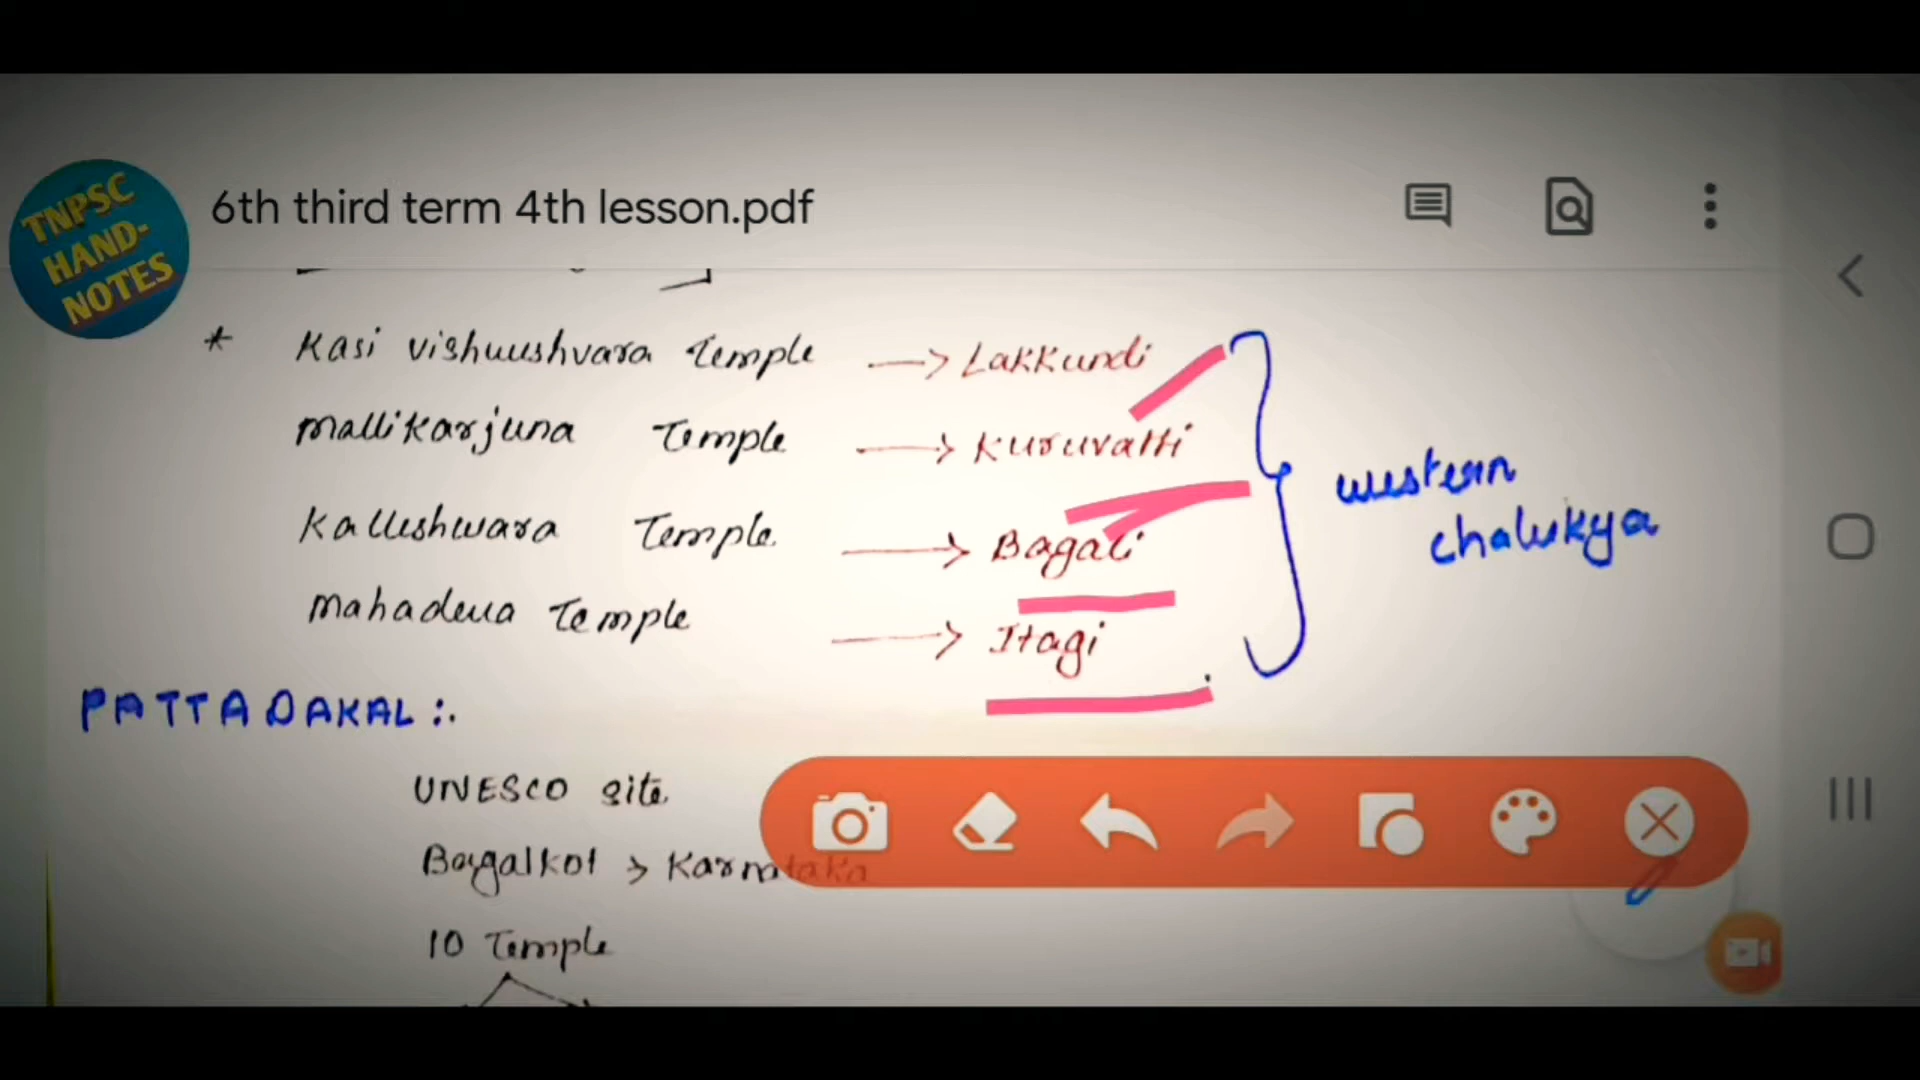 TNPSC
HAND-
NOTES
6th third term 4th lesson.pdf
* Kasi vishwushvara Temple → Lakkundi
Mallikarjuna Temple → Kuruvatti
Kalleshwara Temple → Bagali
Mahadeva Temple → Itagi
western
chalukya
PATTADAKAL :.
UNESCO site
Bagalkot > Karnataka
10 Temple